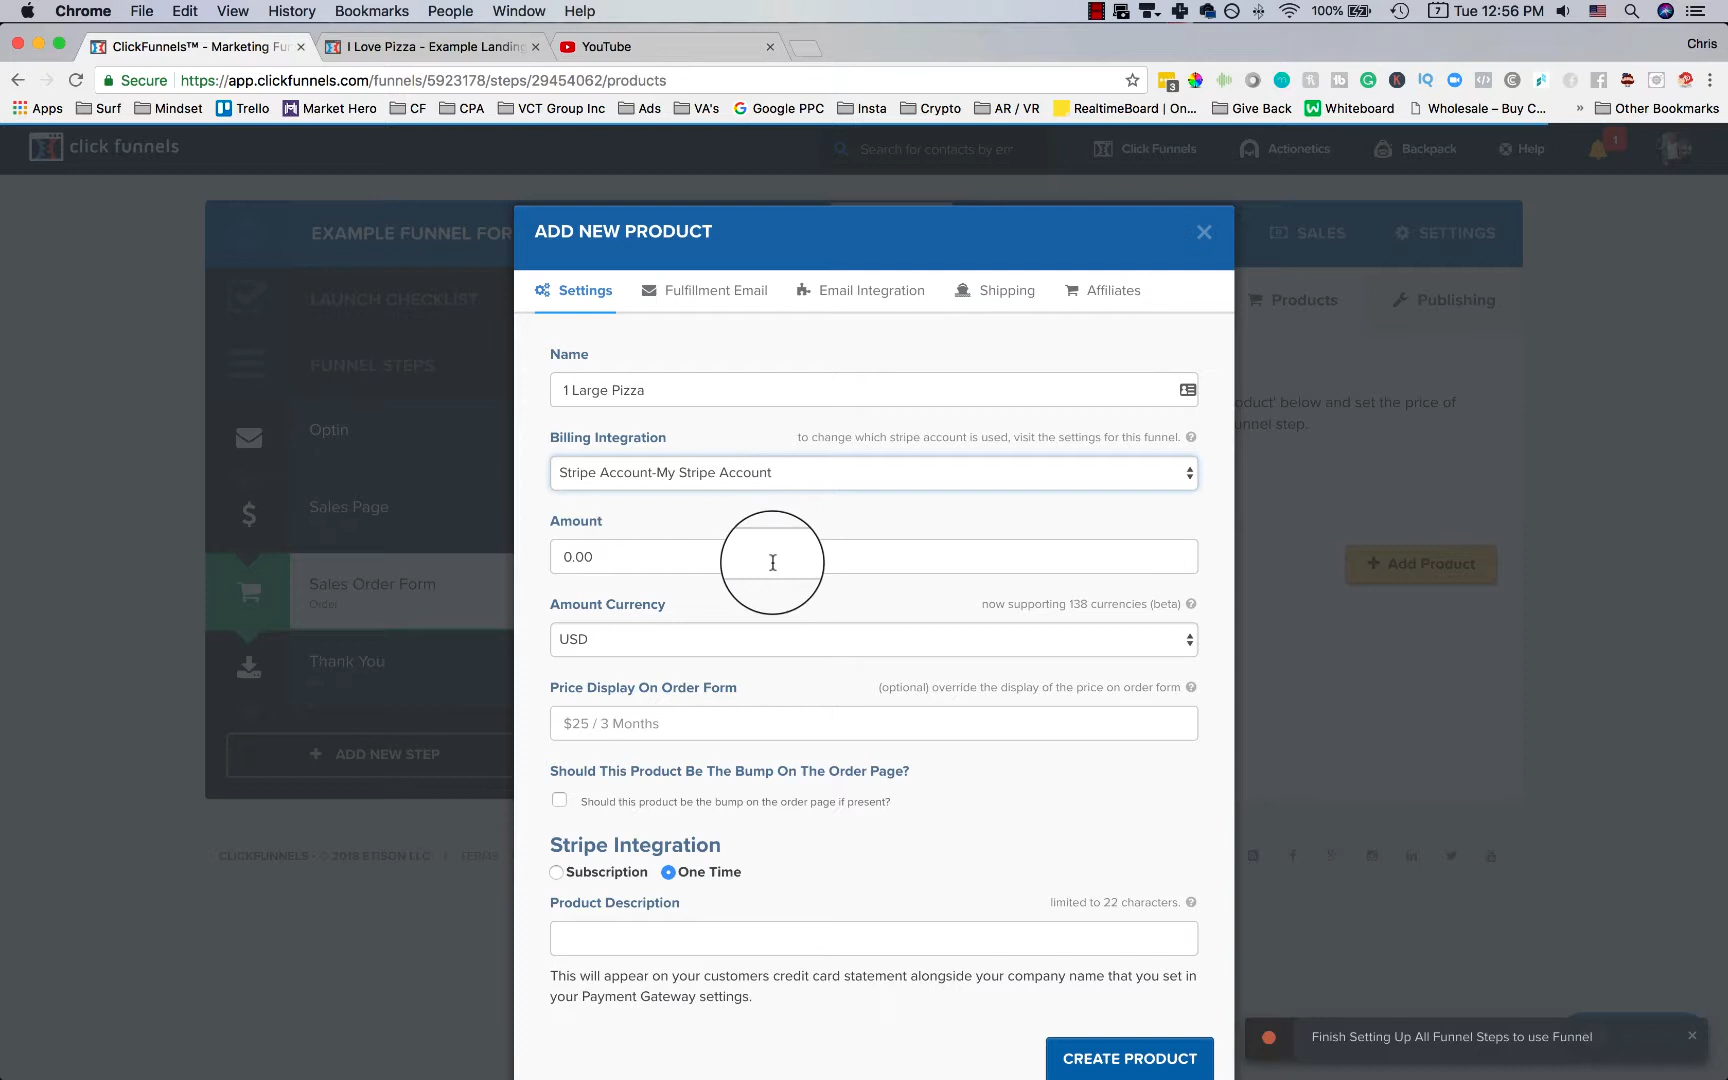 Chrome File Edit View History Bookmarks People Window Help 100% 7 Tue 12:56 PM
ClickFunnels™ - Marketing Fu I Love Pizza - Example Landing YouTube Chris
Secure https://app.clickfunnels.com/funnels/5923178/steps/29454062/products 3
Apps Surf Mindset Trello Market Hero CF CPA VCT Group Inc Ads VA's Google PPC Insta Crypto AR / VR RealtimeBoard | On... Give Back Whiteboard Wholesale – Buy C... » Other Bookmarks
click funnels Search for contacts by em Click Funnels Actionetics Backpack Help 1
EXAMPLE FUNNEL FOR SALES SETTINGS
ADD NEW PRODUCT
Settings Fulfillment Email Email Integration Shipping Affiliates
LAUNCH CHECKLIST
FUNNEL STEPS
Optin
Sales Page
Sales Order Form
Order
Thank You
+ ADD NEW STEP
Name
1 Large Pizza
Billing Integration to change which stripe account is used, visit the settings for this funnel.
Stripe Account-My Stripe Account
Amount
0.00
Amount Currency now supporting 138 currencies (beta)
USD
Price Display On Order Form (optional) override the display of the price on order form
$25 / 3 Months
Should This Product Be The Bump On The Order Page?
Should this product be the bump on the order page if present?
Stripe Integration
Subscription One Time
Product Description limited to 22 characters.
This will appear on your customers credit card statement alongside your company name that you set in
your Payment Gateway settings.
CREATE PRODUCT
Products Publishing
oduct' below and set the price of
unnel step.
+ Add Product
CLICKFUNNELS - © 2018 ETISON LLC | TERMS
Finish Setting Up All Funnel Steps to use Funnel